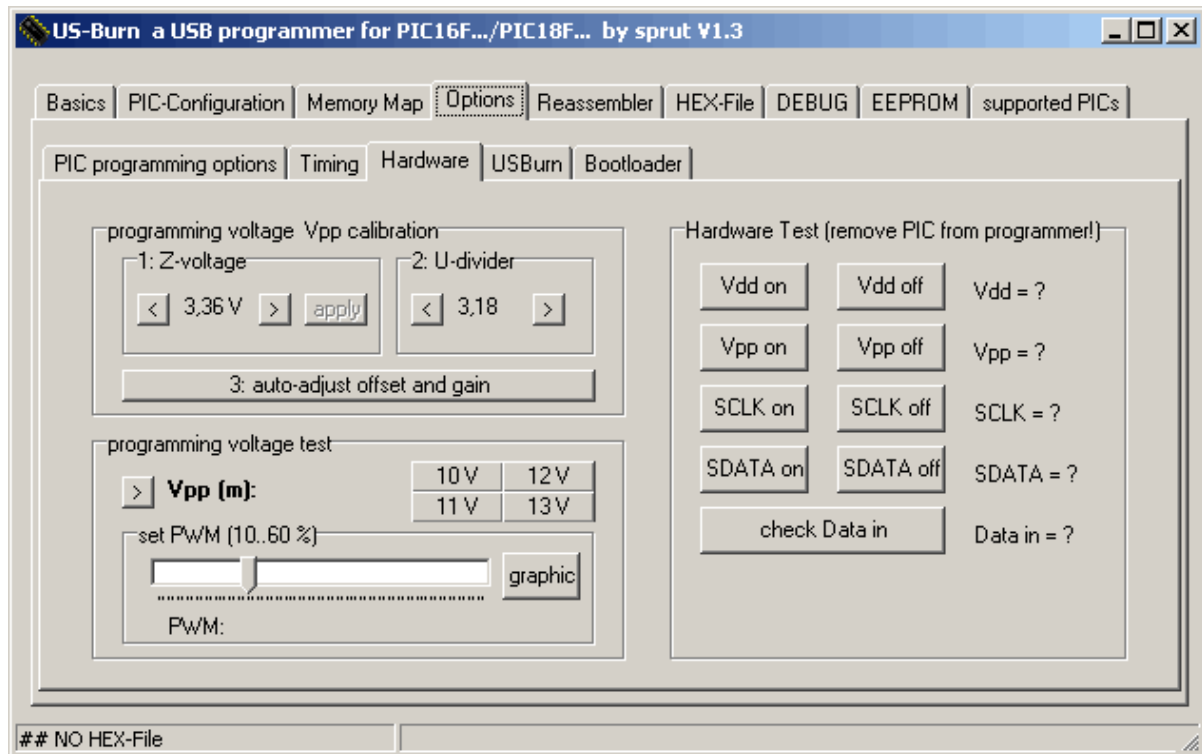 US-Burn  a USB programmer for PIC16F.../PIC18F...  by sprut V1.3
Basics PIC-Configuration Memory Map Options Reassembler HEX-File DEBUG EEPROM supported PICs
PIC programming options Timing Hardware USBurn Bootloader
programming voltage  Vpp calibration
1: Z-voltage
< 3,36 V > apply
2: U-divider
< 3,18 >
3: auto-adjust offset and gain
programming voltage test
> Vpp (m):
10 V 12 V
11 V 13 V
set PWM (10..60 %)
graphic
PWM:
Hardware Test (remove PIC from programmer!)
Vdd on Vdd off Vdd = ?
Vpp on Vpp off Vpp = ?
SCLK on SCLK off SCLK = ?
SDATA on SDATA off SDATA = ?
check Data in Data in = ?
## NO HEX-File